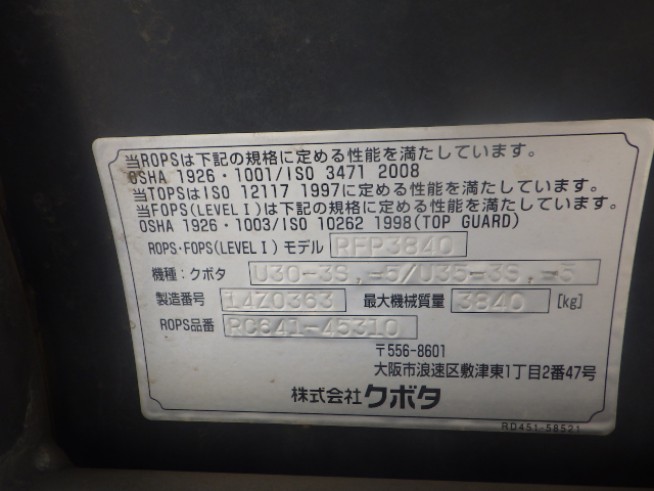 当ROPSは下記の規格に定める性能を満たしています。
OSHA 1926・1001/ISO 3471 2008
当TOPSはISO 12117 1997に定める性能を満たしています。
当FOPS(LEVEL I)は下記の規格に定める性能を満たしています。
OSHA 1926・1003/ISO 10262 1998(TOP GUARD)
ROPS・FOPS(LEVEL I)モデル RFP3840
機種：クボタ U30-3S,-5/U35-3S,-5
製造番号 14Z0363 最大機械質量 3840 [kg]
ROPS品番 RC641-45310
〒556-8601
大阪市浪速区敷津東1丁目2番47号
株式会社クボタ
RD451-58521